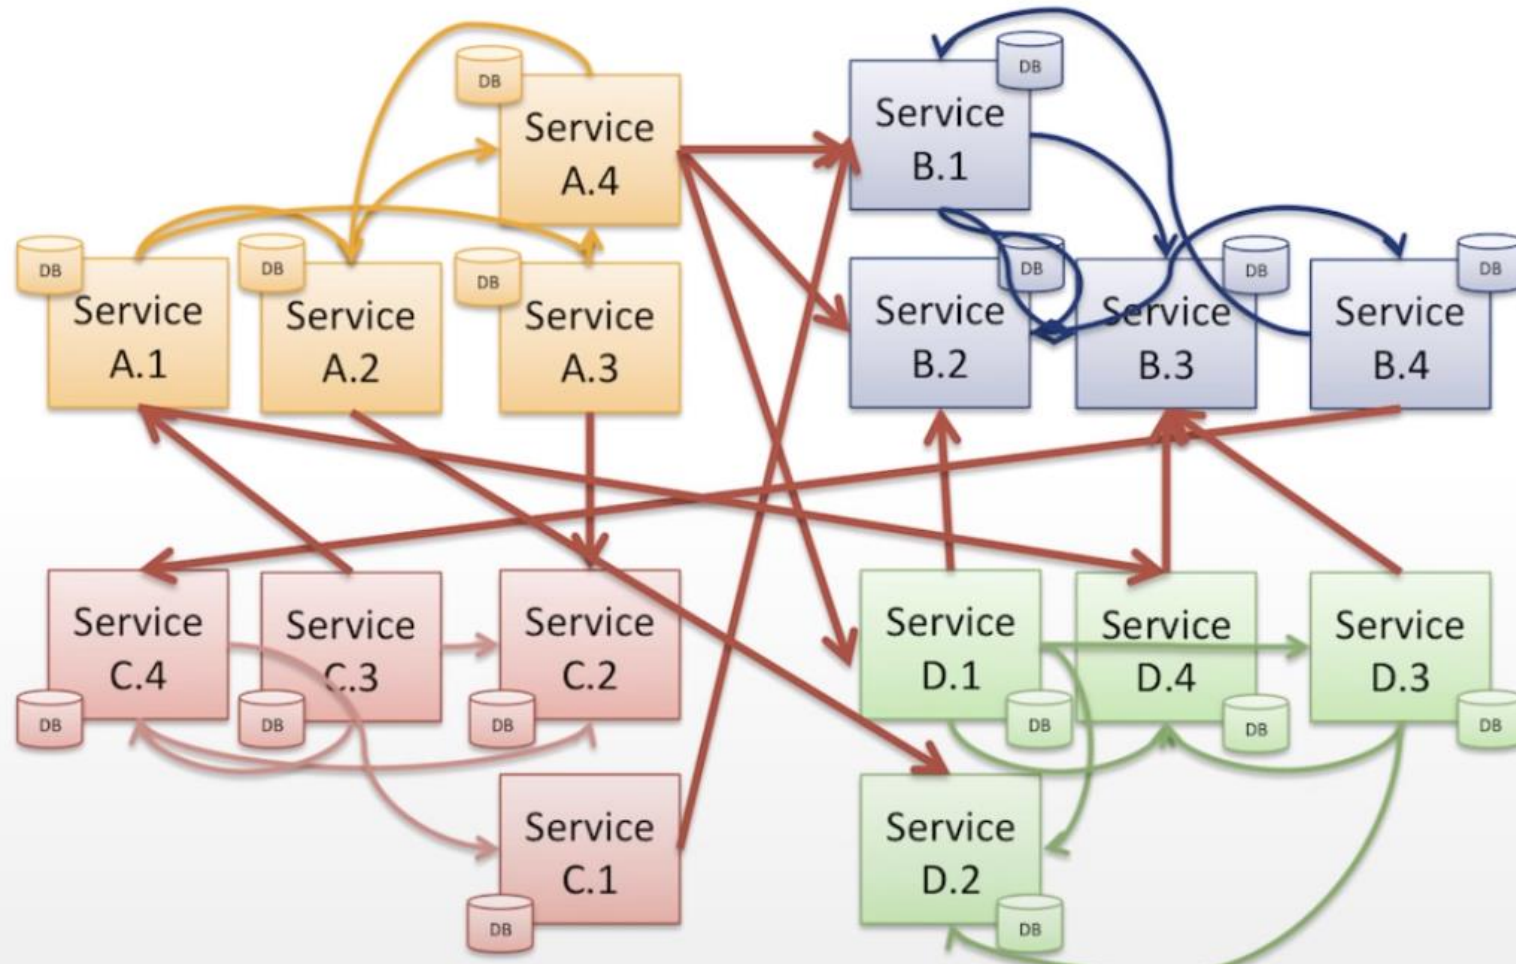 DB
Service
A.4
DB
Service
B.1
DB
Service
A.1
DB
Service
A.2
DB
Service
A.3
DB
Service
B.2
DB
Service
B.3
DB
Service
B.4
Service
C.4
DB
Service
C.3
DB
Service
C.2
DB
Service
D.1
DB
Service
D.4
DB
Service
D.3
DB
Service
C.1
DB
Service
D.2
DB